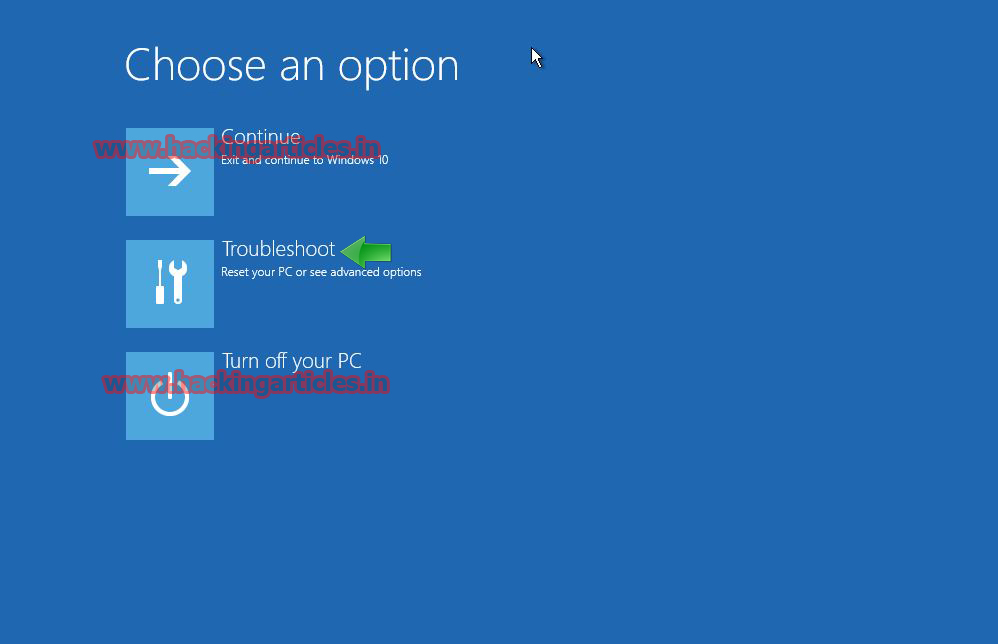 Choose an option
Continue
www.hackingarticles.in
Exit and continue to Windows 10
Troubleshoot
Reset your PC or see advanced options
Turn off your PC
www.hackingarticles.in